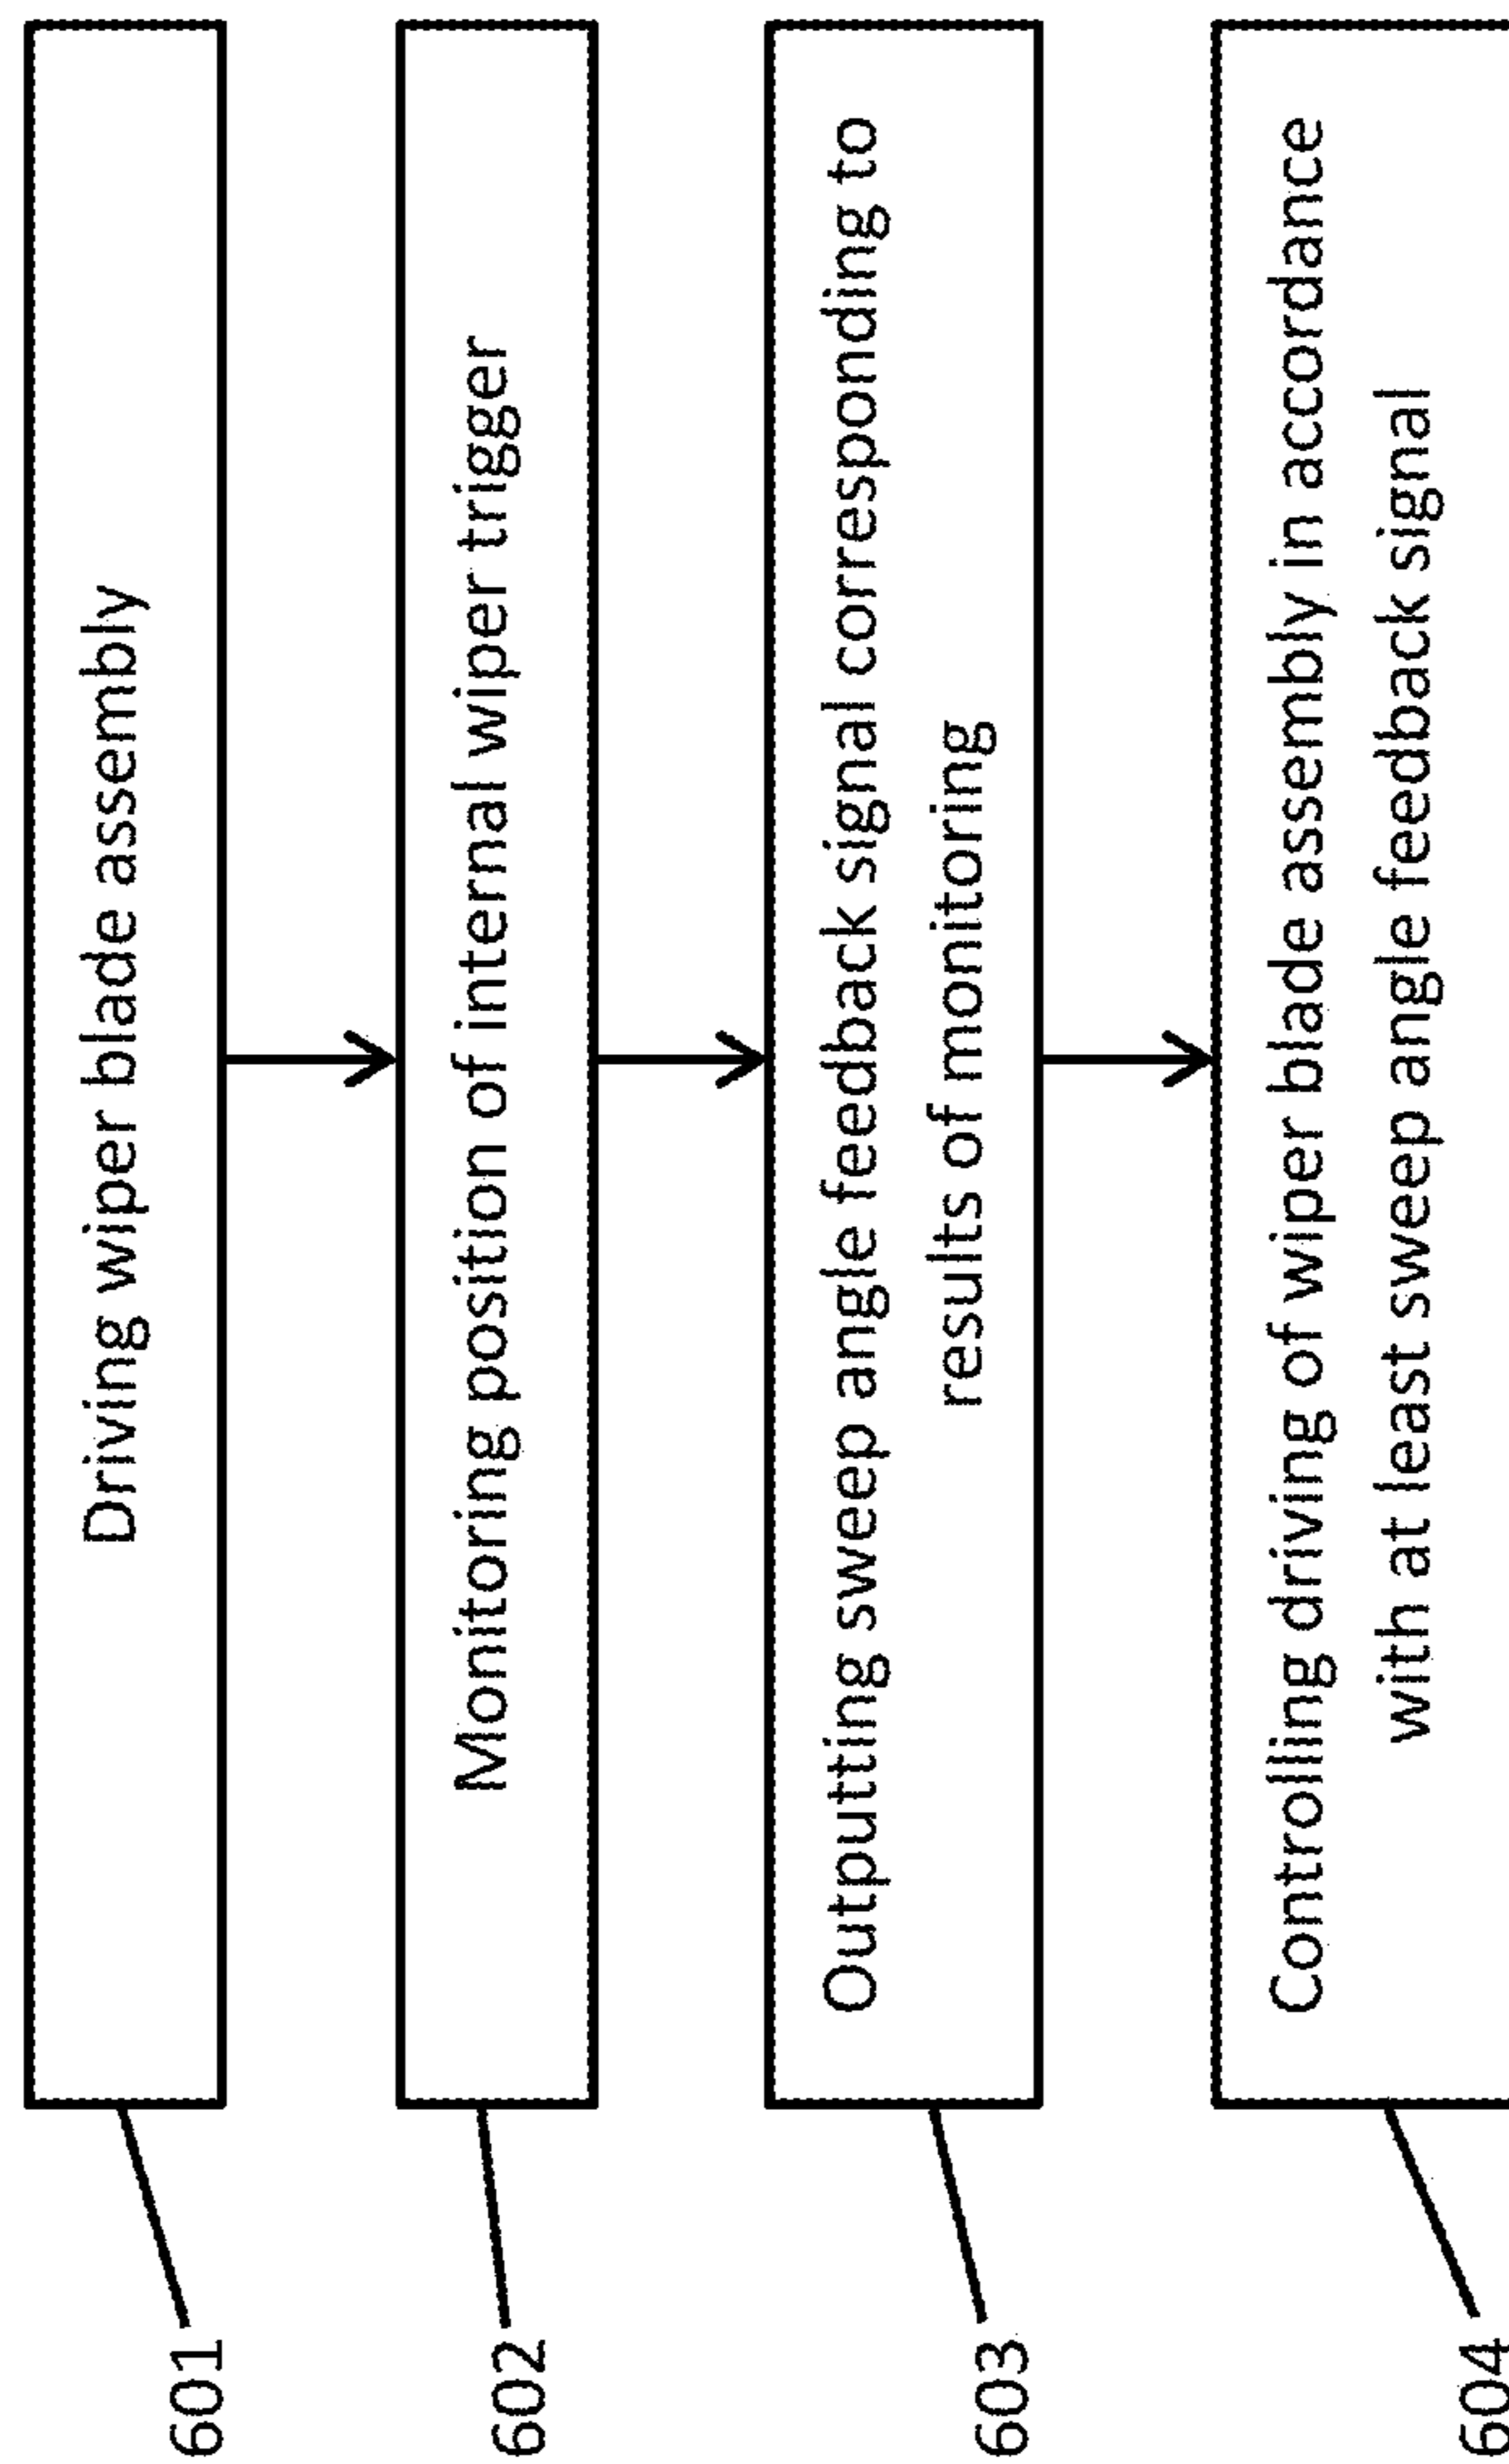 601
Driving wiper blade assembly
602
Monitoring position of internal wiper trigger
603
Outputting sweep angle feedback signal corresponding to
results of monitoring
604
Controlling driving of wiper blade assembly in accordance
with at least sweep angle feedback signal